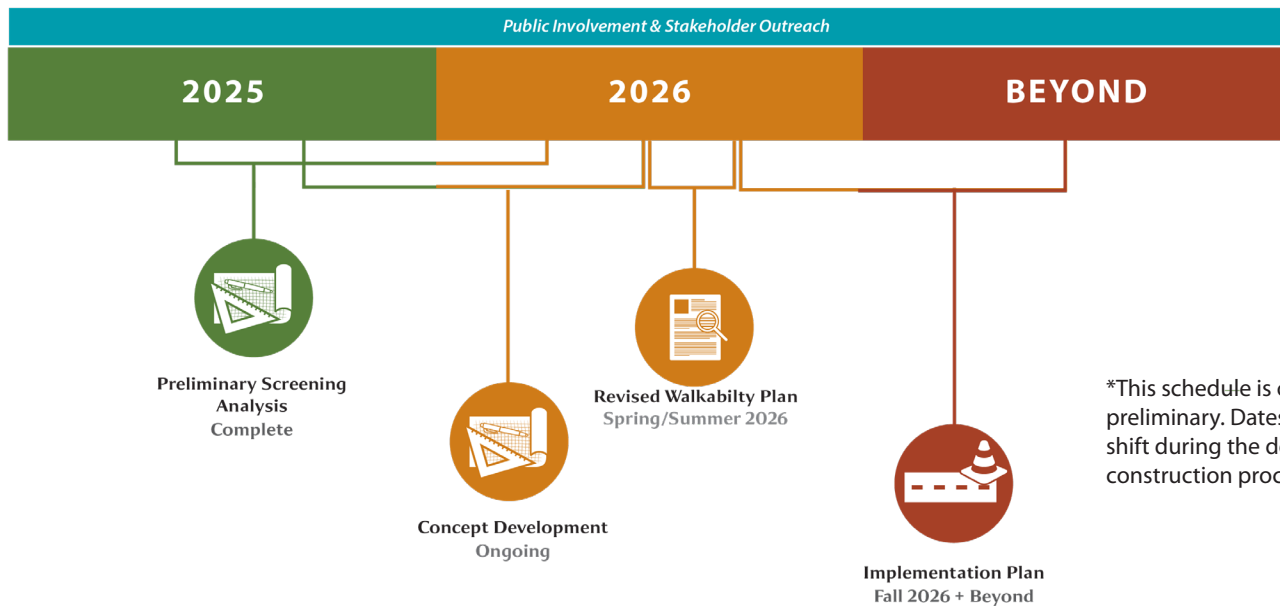 Public Involvement & Stakeholder Outreach
2025
2026
BEYOND
Preliminary Screening
Analysis
Complete
Concept Development
Ongoing
Revised Walkabilty Plan
Spring/Summer 2026
Implementation Plan
Fall 2026 + Beyond
*This schedule is
preliminary. Dates
shift during the
construction